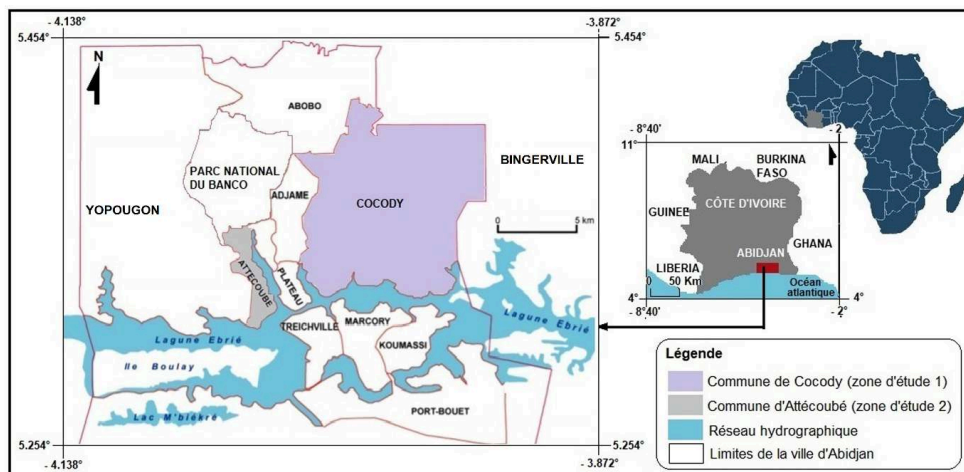 - 4.138°
-3.872°
5.454°
5.454°
N
ABOBO
PARC NATIONAL
DU BANCO
ADJAME
BINGERVILLE
YOPOUGON
COCODY
0 5 km
ATTECOUBE
PLATEAU
TREICHVILLE
MARCORY
KOUMASSI
Lagune Ebrié
Lagune Ebrié
Ile Boulay
Lac M'biékré
PORT-BOUET
5.254°
5.254°
- 4.138°
-3.872°
- 8°40'
- 2°
11°
MALI
BURKINA
FASO
GUINEE
CÔTE D'IVOIRE
ABIDJAN
GHANA
LIBERIA
0 50 Km
Océan
atlantique
4°
4°
- 8°40'
- 2°
Légende
Commune de Cocody (zone d'étude 1)
Commune d'Attécoubé (zone d'étude 2)
Réseau hydrographique
Limites de la ville d'Abidjan